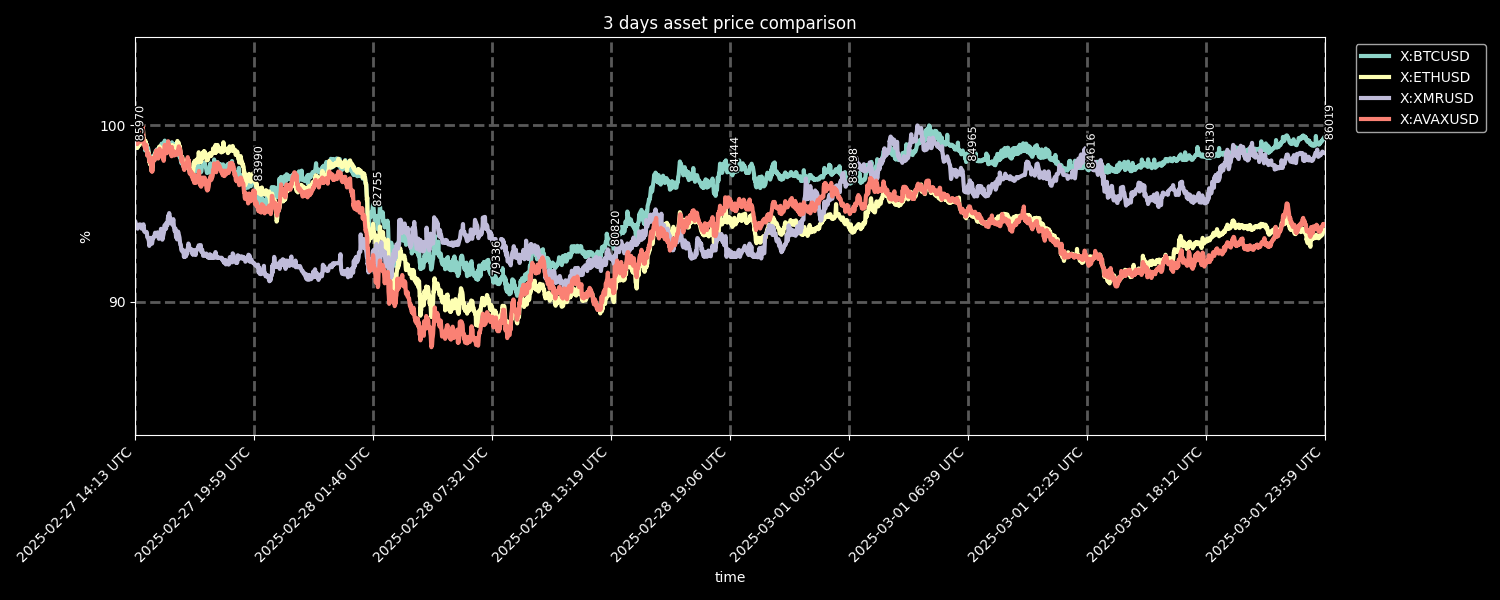 3 days asset price comparison
X:BTCUSD
X:ETHUSD
X:XMRUSD
X:AVAXUSD
100
90
%
85970
83990
82755
79336
80820
84444
83898
84965
84616
85130
86019
2025-02-27 14:13 UTC
2025-02-27 19:59 UTC
2025-02-28 01:46 UTC
2025-02-28 07:32 UTC
2025-02-28 13:19 UTC
2025-02-28 19:06 UTC
2025-03-01 00:52 UTC
2025-03-01 06:39 UTC
2025-03-01 12:25 UTC
2025-03-01 18:12 UTC
2025-03-01 23:59 UTC
time